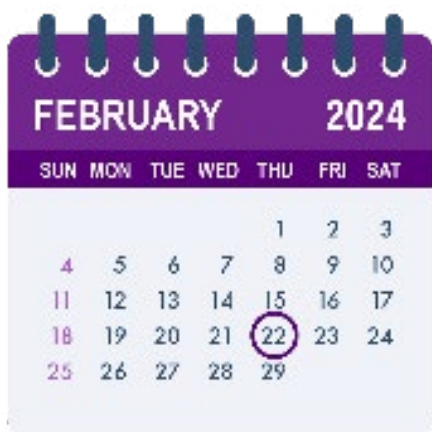 FEBRUARY 2024
SUN MON TUE WED THU FRI SAT
1 2 3
4 5 6 7 8 9 10
11 12 13 14 15 16 17
18 19 20 21 22 23 24
25 26 27 28 29